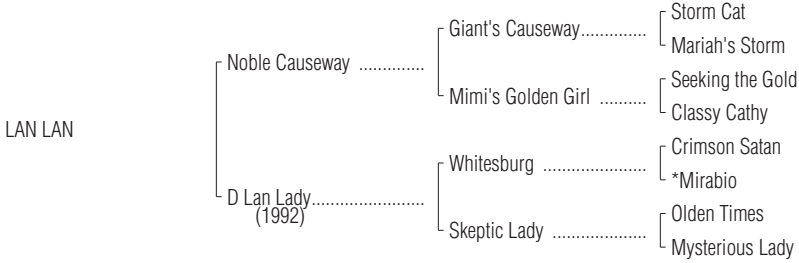 Storm Cat
Giant's Causeway..............
Mariah's Storm
Noble Causeway ..............
Seeking the Gold
Mimi's Golden Girl ..........
Classy Cathy
LAN LAN
Crimson Satan
Whitesburg ......................
*Mirabio
D Lan Lady........................
(1992)
Olden Times
Skeptic Lady ....................
Mysterious Lady